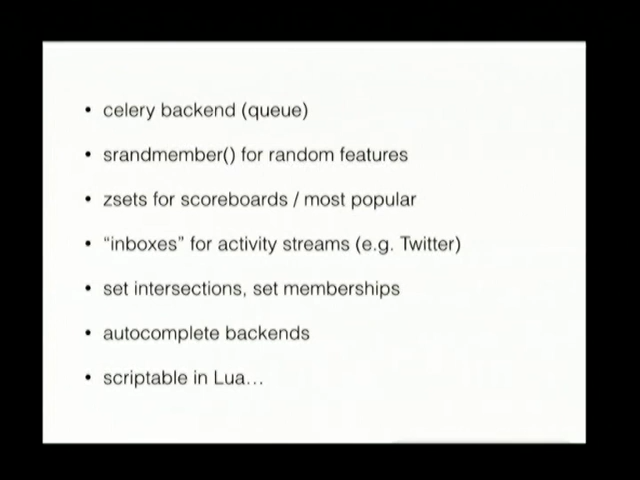 • celery backend (queue)
• srandmember() for random features
• zsets for scoreboards / most popular
• “inboxes” for activity streams (e.g. Twitter)
• set intersections, set memberships
• autocomplete backends
• scriptable in Lua…